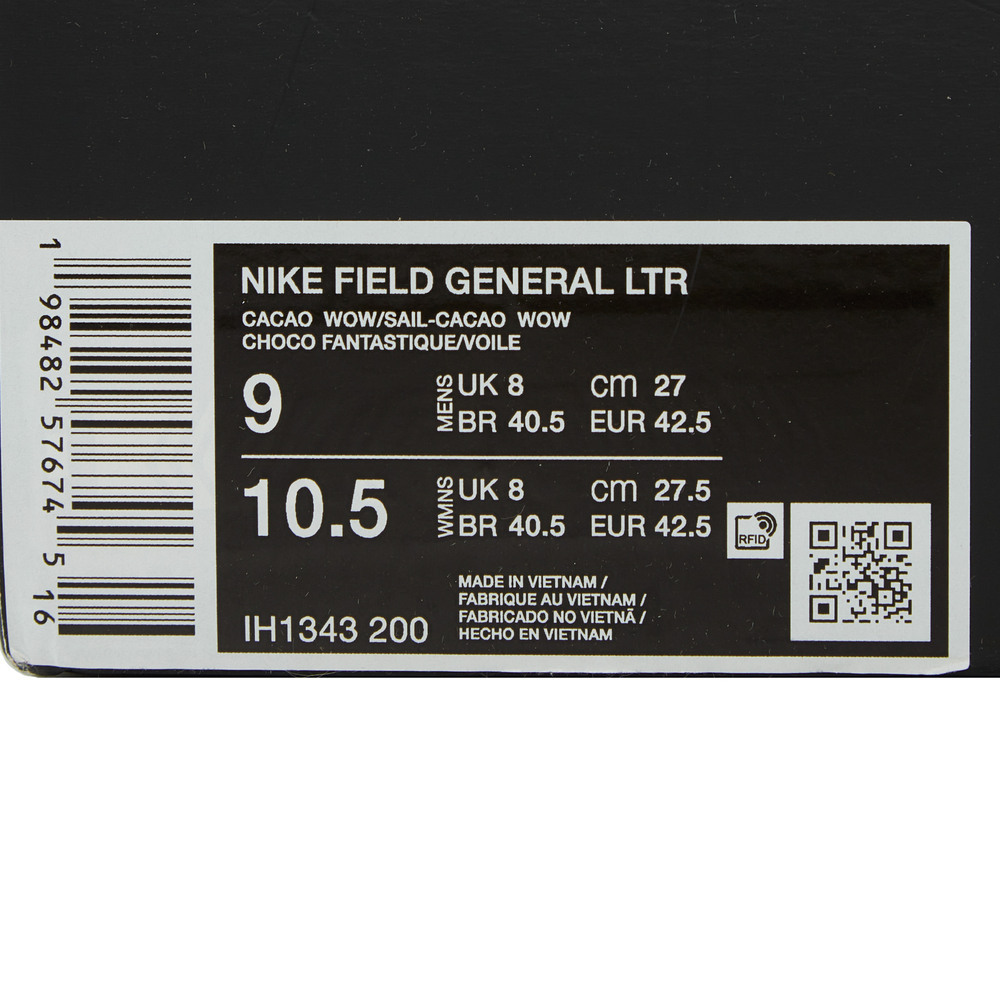 1 98482 57674 5 16
NIKE FIELD GENERAL LTR
CACAO WOW/SAIL-CACAO WOW
CHOCO FANTASTIQUE/VOILE
9
MENS
UK 8 cm 27
BR 40.5 EUR 42.5
10.5
WMNS
UK 8 cm 27.5
BR 40.5 EUR 42.5
RFID
MADE IN VIETNAM /
FABRIQUE AU VIETNAM /
FABRICADO NO VIETNÃ /
HECHO EN VIETNAM
IH1343 200